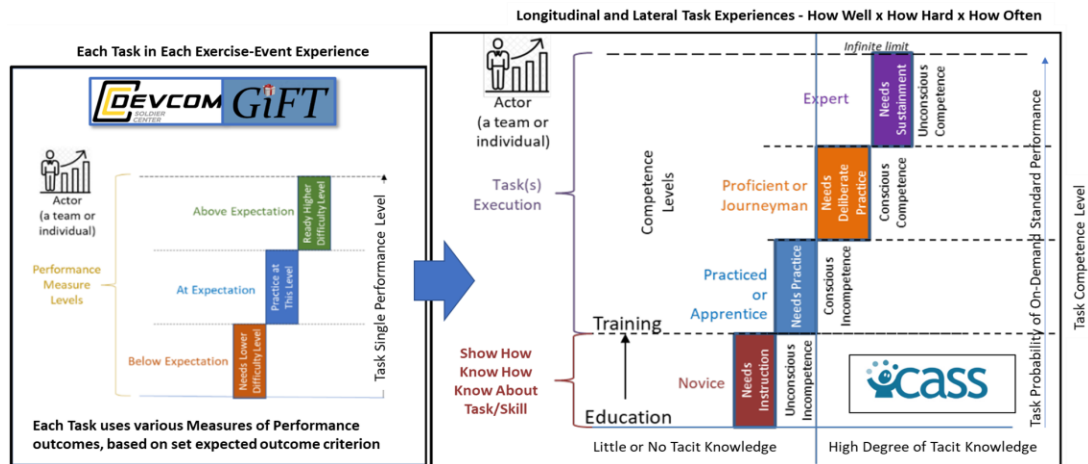 Longitudinal and Lateral Task Experiences - How Well x How Hard x How Often
Each Task in Each Exercise-Event Experience
DEVCOM
SOLDIER
CENTER
GiFT
Actor
(a team or
individual)
Performance
Measure
Levels
Above Expectation
At Expectation
Below Expectation
Ready Higher
Difficulty Level
Practice at
This Level
Needs Lower
Difficulty Level
Task Single Performance Level
Each Task uses various Measures of Performance
outcomes, based on set expected outcome criterion
Actor
(a team or
individual)
Task(s)
Execution
Training
Show How
Know How
Know About
Task/Skill
Education
Competence
Levels
Infinite limit
Expert
Needs
Sustainment
Unconscious
Competence
Proficient or
Journeyman
Needs
Deliberate
Practice
Conscious
Competence
Practiced
or
Apprentice
Needs Practice
Conscious
Incompetence
Novice
Needs
Instruction
Unconscious
Incompetence
cass
Little or No Tacit Knowledge
High Degree of Tacit Knowledge
Task Probability of On-Demand Standard Performance
Task Competence Level